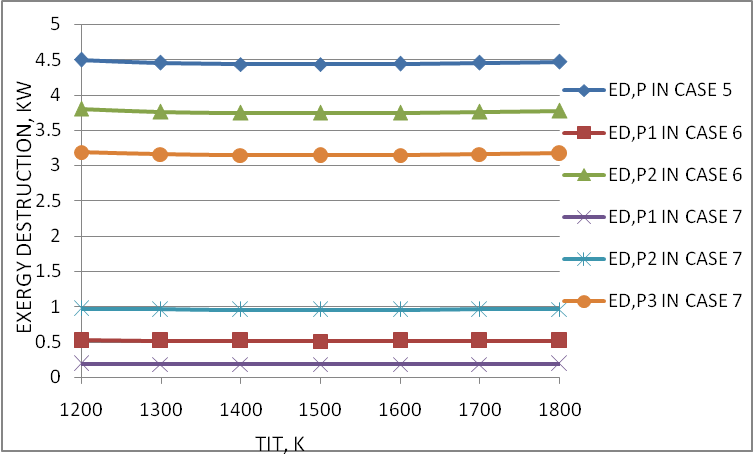 5
4.5
4
3.5
3
2.5
2
1.5
1
0.5
0
EXERGY DESTRUCTION, KW
1200 1300 1400 1500 1600 1700 1800
TIT, K
ED,P IN CASE 5
ED,P1 IN CASE 6
ED,P2 IN CASE 6
ED,P1 IN CASE 7
ED,P2 IN CASE 7
ED,P3 IN CASE 7